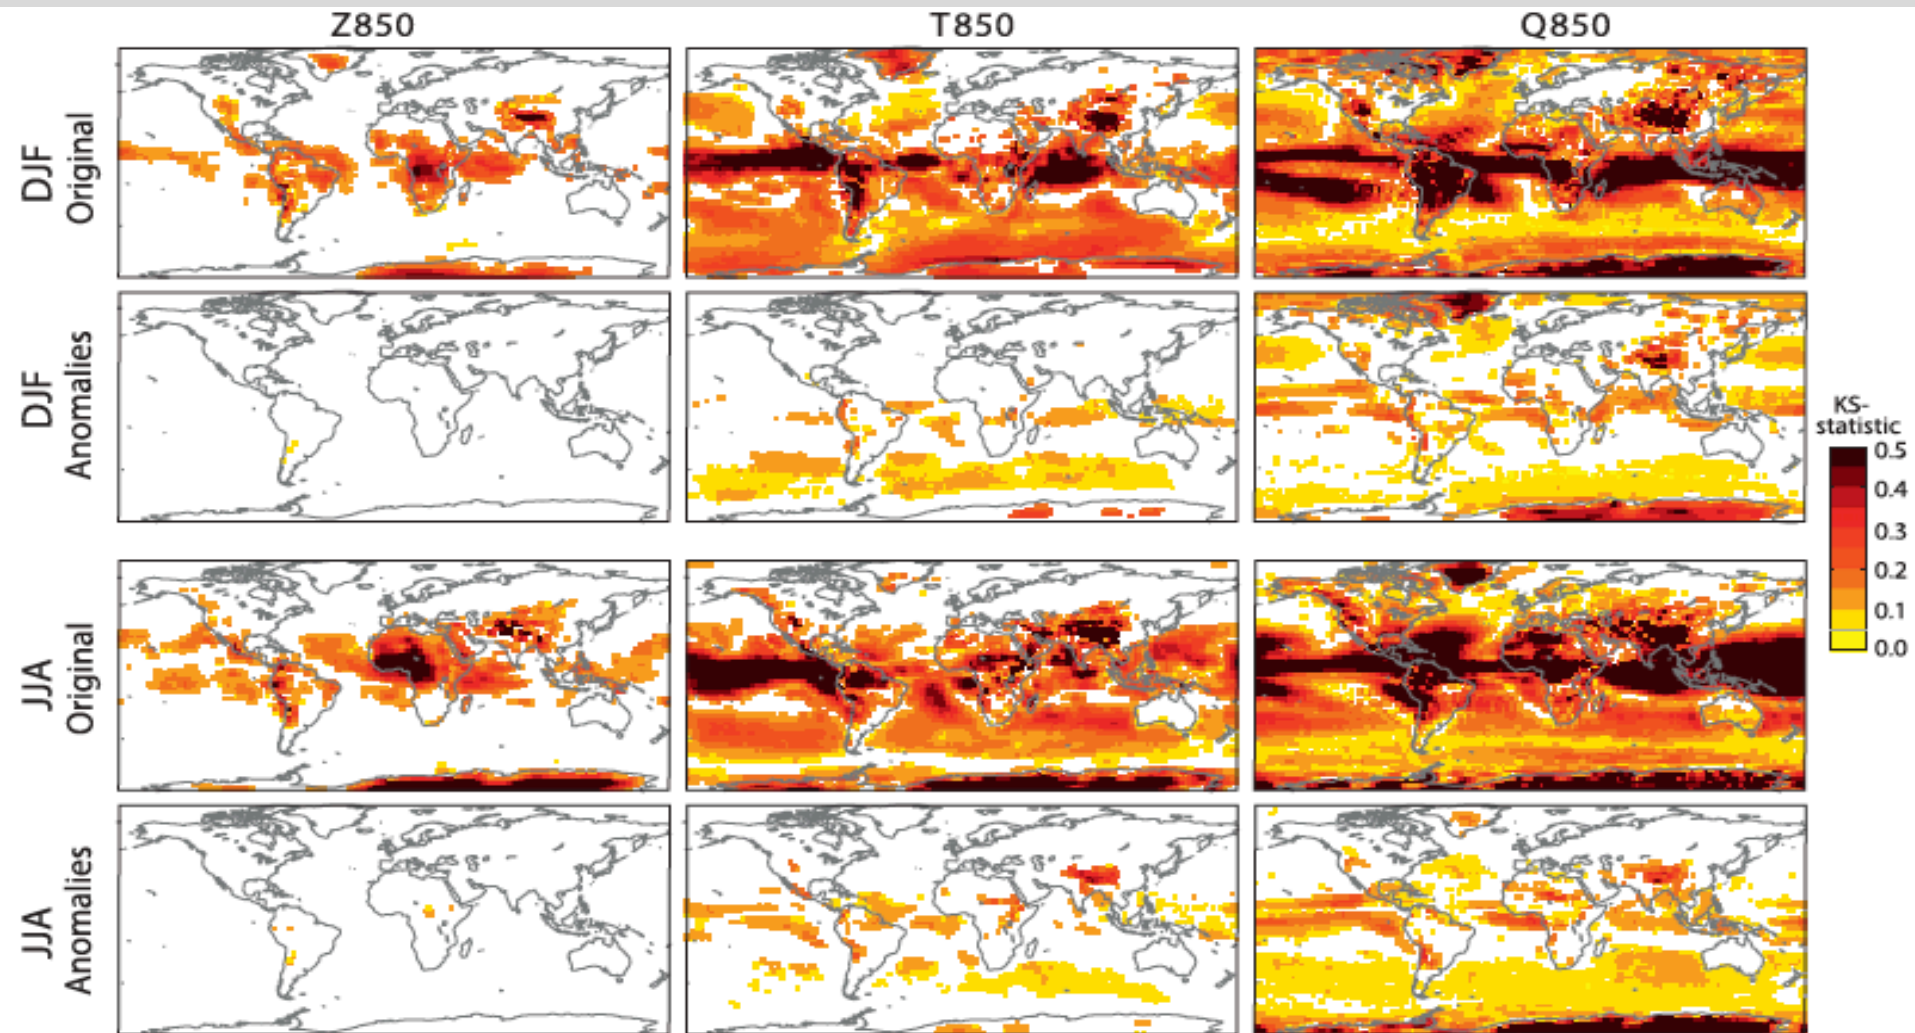 Z850
T850
Q850
DJF
Original
DJF
Anomalies
JJA
Original
JJA
Anomalies
KS-
statistic
0.5
0.4
0.3
0.2
0.1
0.0